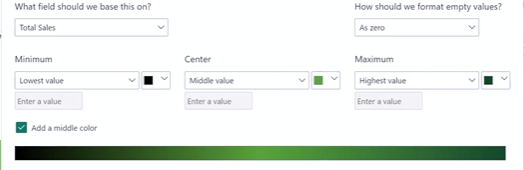 What field should we base this on?
How should we format empty values?
Total Sales
As zero
Minimum
Center
Maximum
Lowest value
Middle value
Highest value
Enter a value
Enter a value
Enter a value
Add a middle color